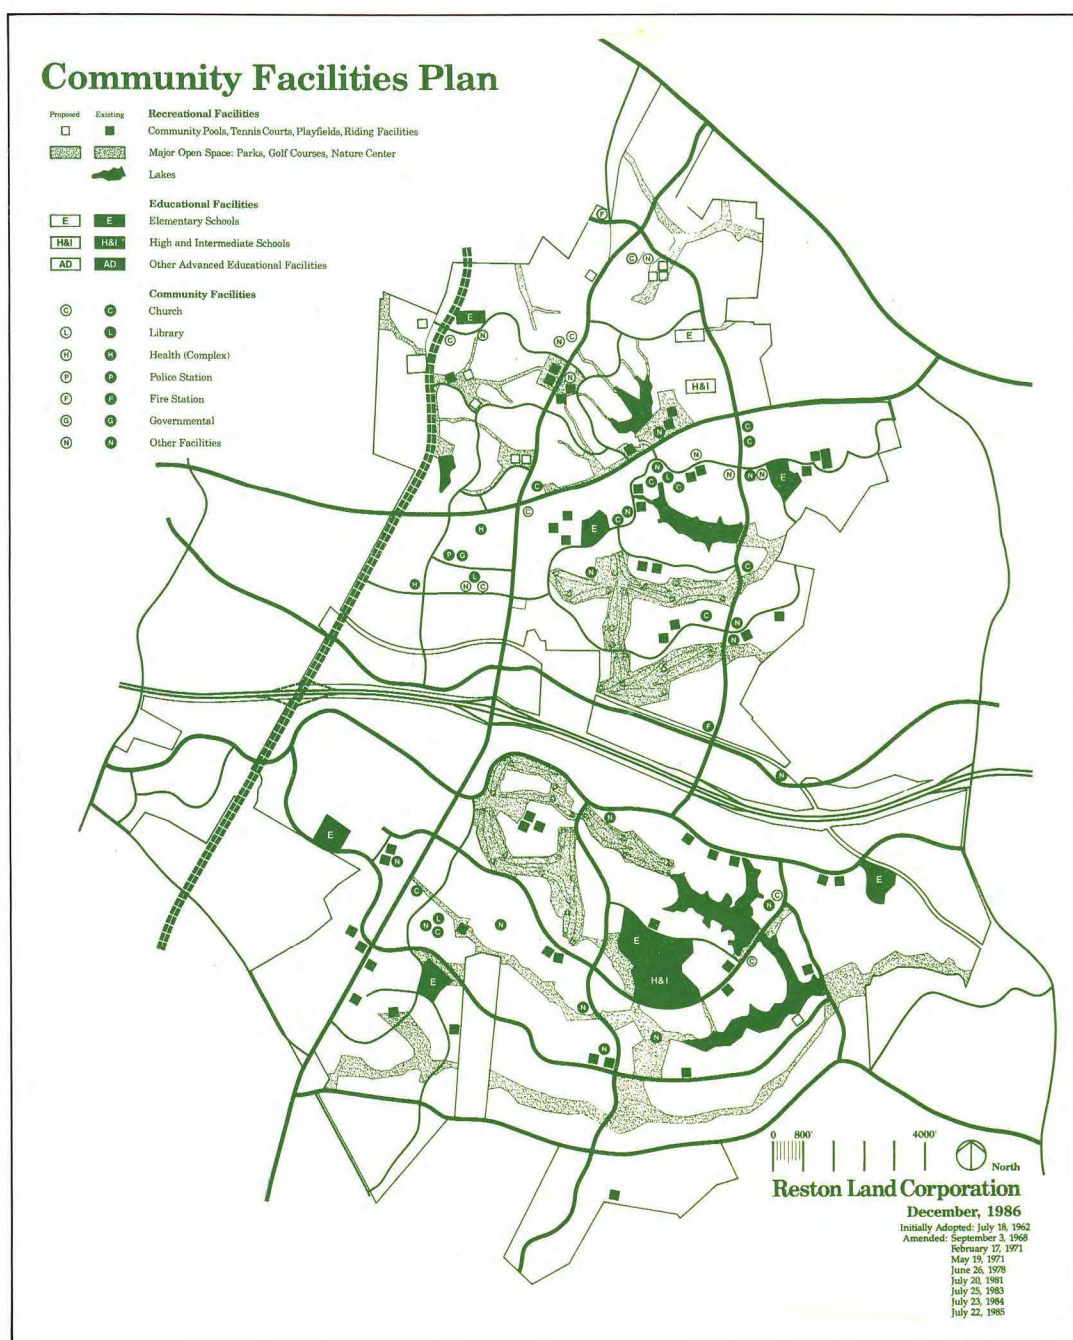 Community Facilities Plan
Proposed Existing Recreational Facilities
Community Pools, Tennis Courts, Playfields, Riding Facilities
Major Open Space: Parks, Golf Courses, Nature Center
Lakes
Educational Facilities
E E Elementary Schools
H&I H&I High and Intermediate Schools
AD AD Other Advanced Educational Facilities
Community Facilities
C C Church
L L Library
H H Health (Complex)
P P Police Station
F F Fire Station
G G Governmental
N N Other Facilities
F
C N
E
C N
N C
E
N
H&I
N
C
C
C
N
N
G L
C
N N N
E
C
C N
E
H
P G
L
H
N C
N
C
C
N
N
F
N
N
E
N
C
L
N
G
N
E
H&I
C
N
C
E
E
N
N
N
0 800' 4000'
North
Reston Land Corporation
December, 1986
Initially Adopted: July 18, 1962
Amended: September 3, 1968
February 17, 1971
May 19, 1971
June 26, 1978
July 20, 1981
July 25, 1983
July 23, 1984
July 22, 1985